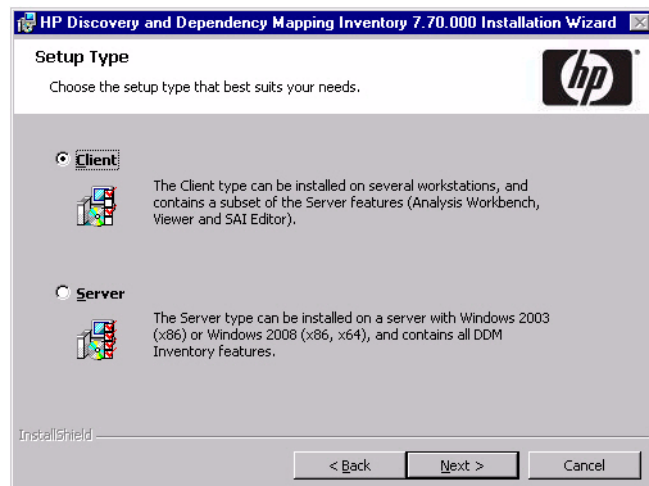 HP Discovery and Dependency Mapping Inventory 7.70.000 Installation Wizard
Setup Type
Choose the setup type that best suits your needs.
hp
Client
The Client type can be installed on several workstations, and
contains a subset of the Server features (Analysis Workbench,
Viewer and SAI Editor).
Server
The Server type can be installed on a server with Windows 2003
(x86) or Windows 2008 (x86, x64), and contains all DDM
Inventory features.
InstallShield
< Back Next > Cancel